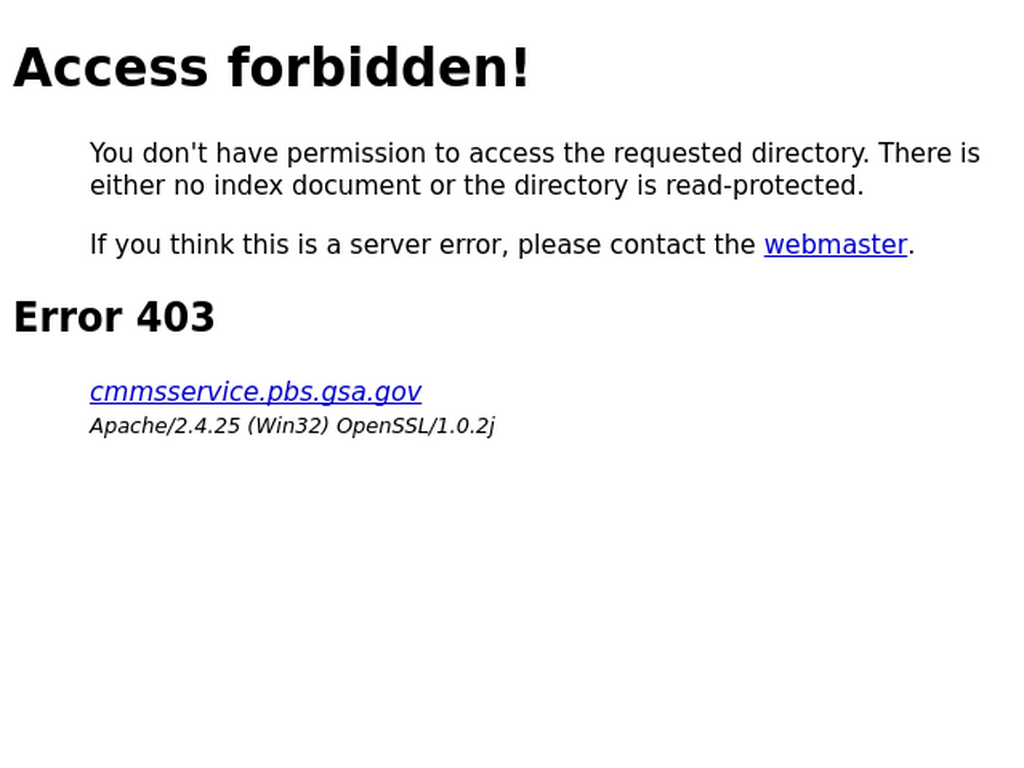 Access forbidden!
You don't have permission to access the requested directory. There is
either no index document or the directory is read-protected.
If you think this is a server error, please contact the webmaster.
Error 403
cmmsservice.pbs.gsa.gov
Apache/2.4.25 (Win32) OpenSSL/1.0.2j